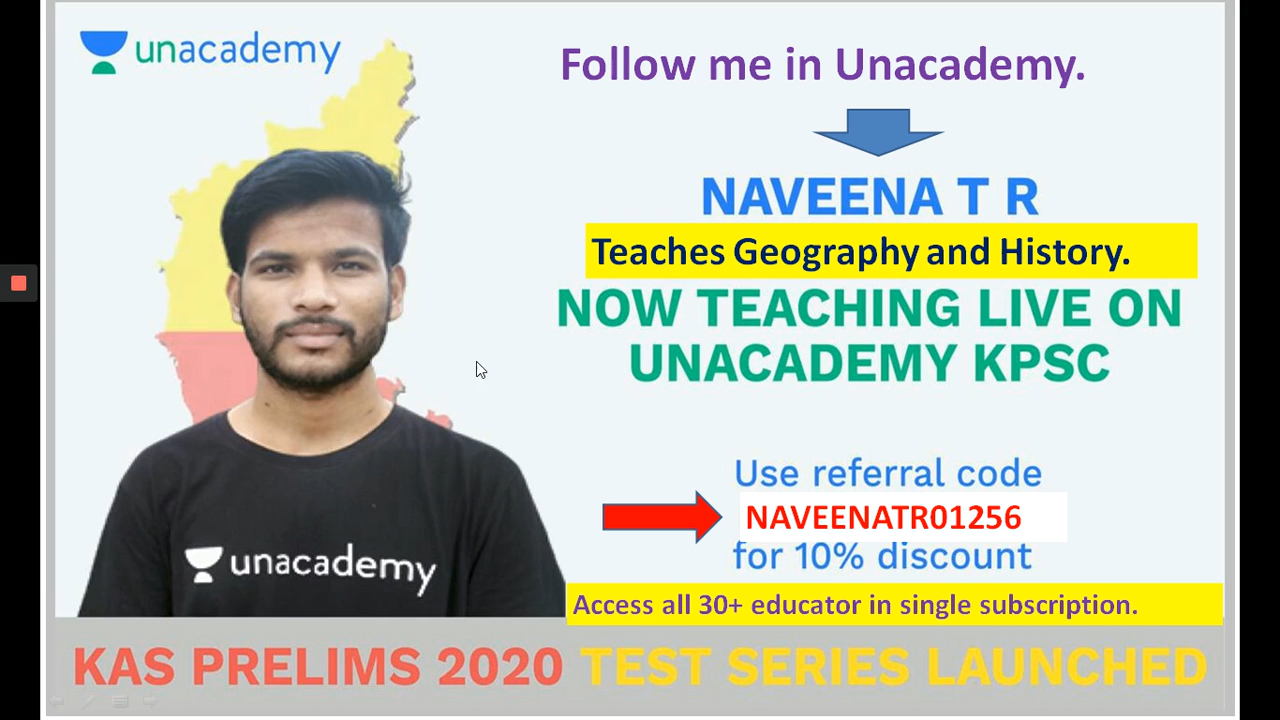 unacademy
Follow me in Unacademy.
NAVEENA T R
Teaches Geography and History.
NOW TEACHING LIVE ON
UNACADEMY KPSC
Use referral code
NAVEENATR01256
for 10% discount
unacademy
Access all 30+ educator in single subscription.
KAS PRELIMS 2020 TEST SERIES LAUNCHED